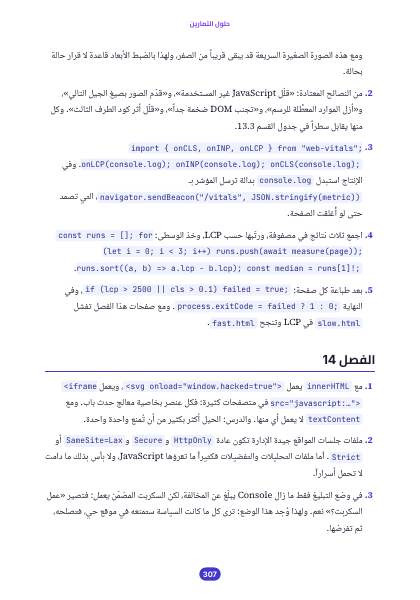 حلول التمارين
ومع هذه الصورة الصغيرة السريعة قد يبقى قريباً من الصفر، ولهذا بالضبط الأبعاد قاعدة لا قرار حالة بحالة.
2. من النصائح المعتادة: «قلّل JavaScript غير المستخدمة»، و«قدّم الصور بصيغ الجيل التالي»،
و«أزل الموارد المعطّلة للرسم»، و«تجنب DOM ضخمة جداً»، و«قلّل أثر كود الطرف الثالث». وكل
منها يقابل سطراً في جدول القسم 13.3.
3. import { onCLS, onINP, onLCP } from "web-vitals";
onLCP(console.log); onINP(console.log); onCLS(console.log);. وفي
الإنتاج استبدل console.log بدالة ترسل المؤشر بـ
navigator.sendBeacon("/vitals", JSON.stringify(metric))، التي تصمد
حتى لو أُغلقت الصفحة.
4. اجمع ثلاث نتائج في مصفوفة، ورتّبها حسب LCP، وخذ الوسطى: const runs = []; for
(let i = 0; i < 3; i++) runs.push(await measure(page));
runs.sort((a, b) => a.lcp - b.lcp); const median = runs[1]!;.
5. بعد طباعة كل صفحة: if (lcp > 2500 || cls > 0.1) failed = true;، وفي
النهاية process.exitCode = failed ? 1 : 0;. ومع صفحات هذا الفصل تفشل
slow.html في LCP وتنجح fast.html.
الفصل 14
1. مع innerHTML يعمل <svg onload="window.hacked=true">، ويعمل <iframe
src="javascript:…"> في متصفحات كثيرة: فكل عنصر بخاصية معالج حدث باب. ومع
textContent لا يعمل أي منها. والدرس: الحيل أكثر بكثير من أن تُمنع واحدة واحدة.
2. ملفات جلسات المواقع جيدة الإدارة تكون عادة HttpOnly و Secure و SameSite=Lax أو
Strict. أما ملفات التحليلات والتفضيلات فكثيراً ما تقرؤها JavaScript، ولا بأس بذلك ما دامت
لا تحمل أسراراً.
3. في وضع التبليغ فقط ما زال Console يبلّغ عن المخالفة، لكن السكربت المضمّن يعمل: فتصير «عمل
السكربت؟» نعم. ولهذا وُجد هذا الوضع: ترى كل ما كانت السياسة ستمنعه في موقع حي، فتصلحه،
ثم تفرضها.
307